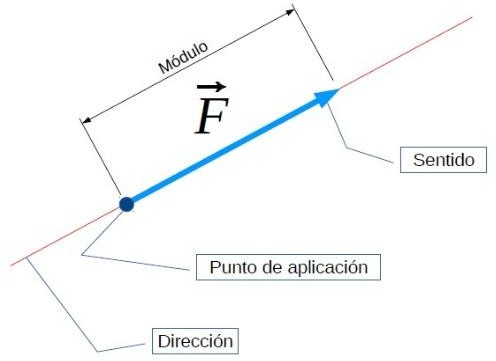 Módulo
F
Sentido
Punto de aplicación
Dirección